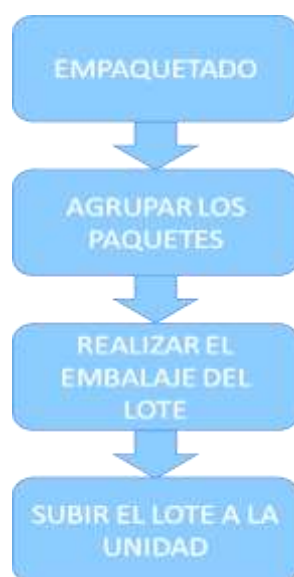 EMPAQUETADO
AGRUPAR LOS
PAQUETES
REALIZAR EL
EMBALAJE DEL
LOTE
SUBIR EL LOTE A LA
UNIDAD